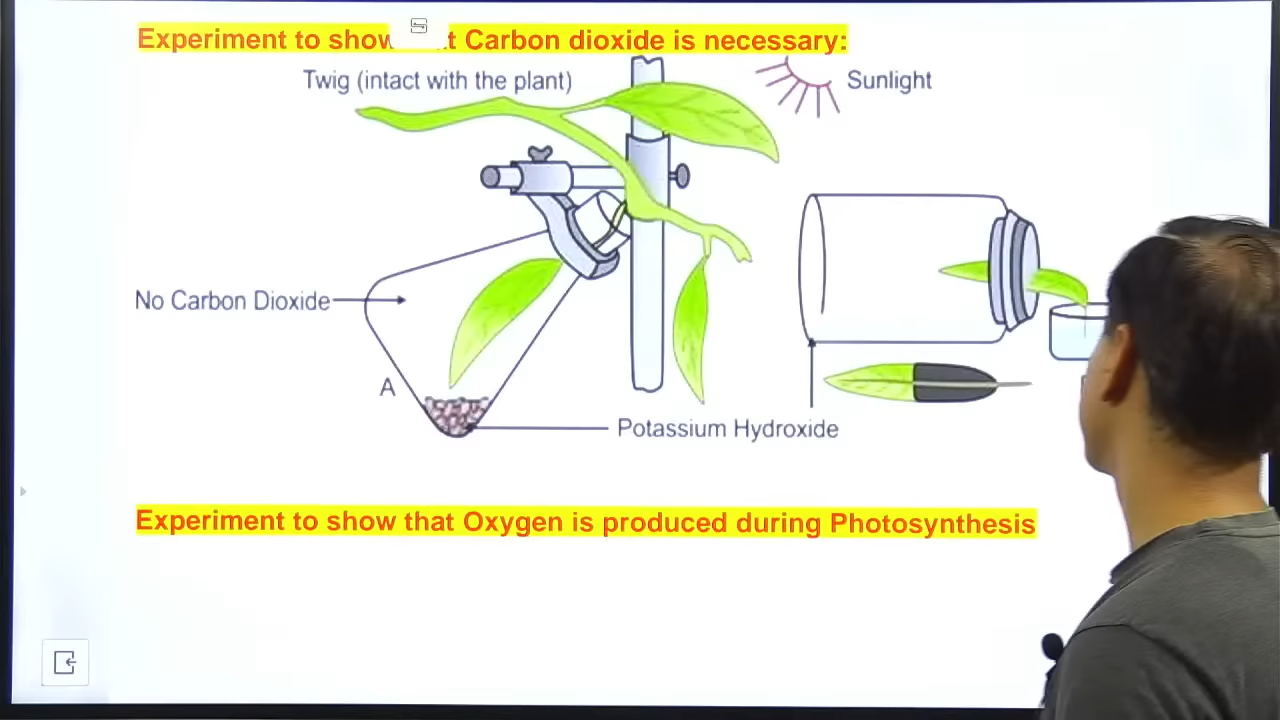 Experiment to show t Carbon dioxide is necessary:
Twig (intact with the plant)
Sunlight
No Carbon Dioxide
A
Potassium Hydroxide
Experiment to show that Oxygen is produced during Photosynthesis